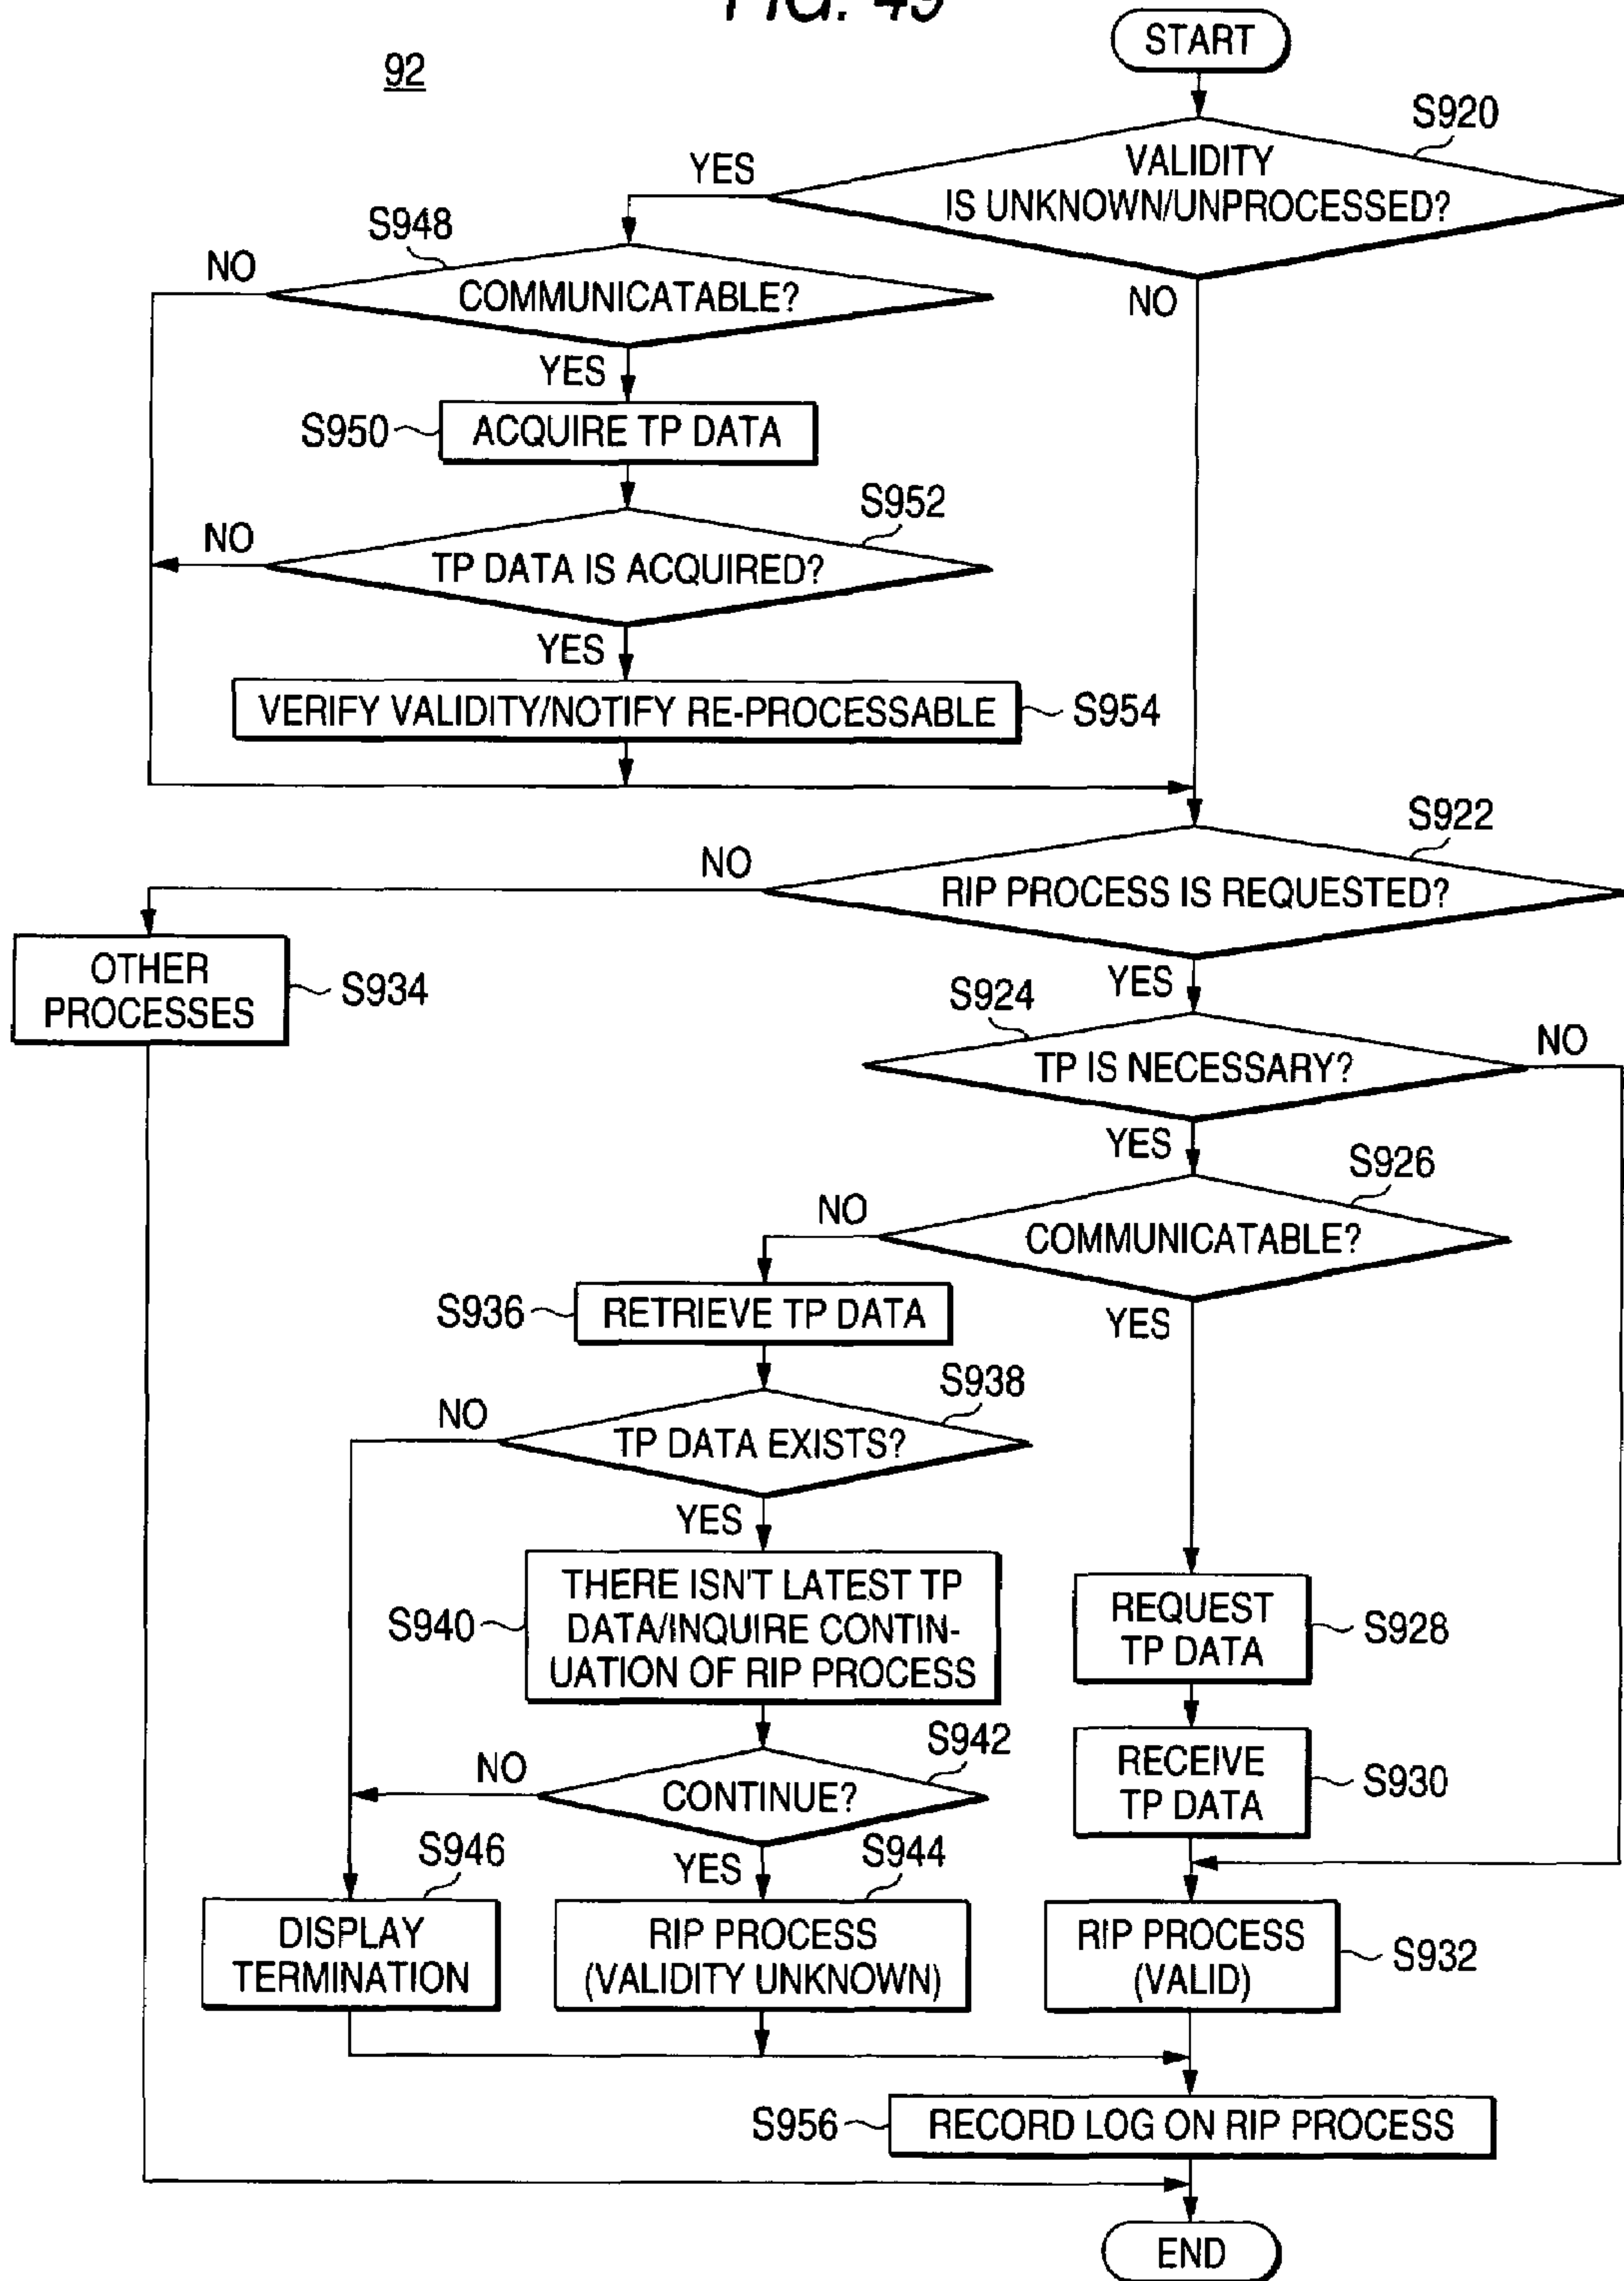 FIG. 49
92
START
S920
VALIDITY
IS UNKNOWN/UNPROCESSED?
YES
NO
S948
COMMUNICATABLE?
NO
YES
S950
ACQUIRE TP DATA
S952
TP DATA IS ACQUIRED?
NO
YES
VERIFY VALIDITY/NOTIFY RE-PROCESSABLE
S954
S922
RIP PROCESS IS REQUESTED?
NO
YES
OTHER
PROCESSES
S934
S924
TP IS NECESSARY?
NO
YES
S926
COMMUNICATABLE?
NO
YES
S936
RETRIEVE TP DATA
S938
TP DATA EXISTS?
NO
YES
S940
THERE ISN'T LATEST TP
DATA/INQUIRE CONTIN-
UATION OF RIP PROCESS
REQUEST
TP DATA
S928
S942
CONTINUE?
NO
YES
RECEIVE
TP DATA
S930
S946
DISPLAY
TERMINATION
S944
RIP PROCESS
(VALIDITY UNKNOWN)
RIP PROCESS
(VALID)
S932
S956
RECORD LOG ON RIP PROCESS
END